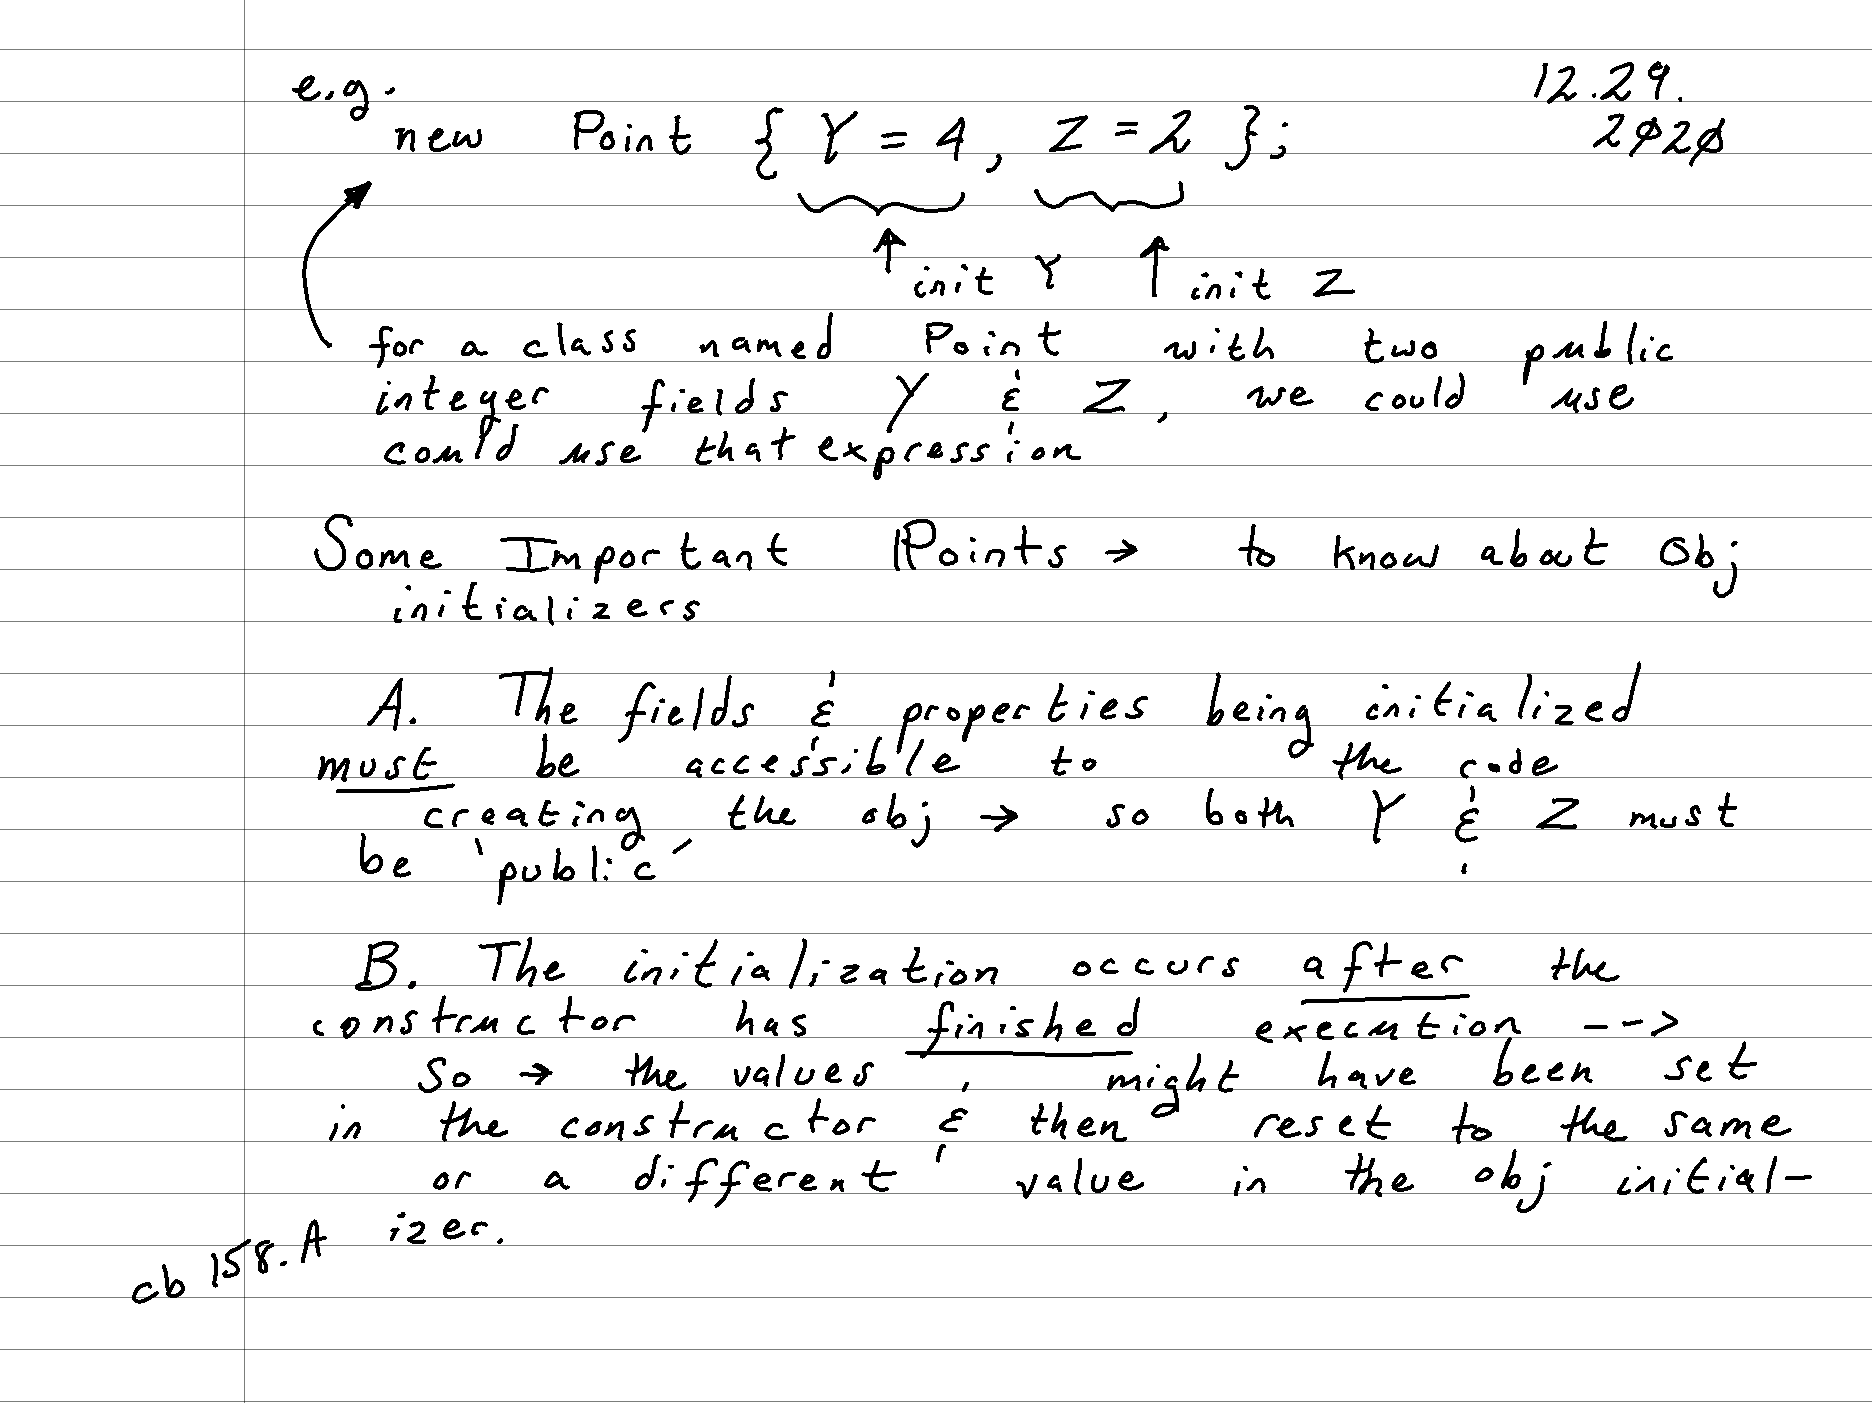 e.g. 12.29.
new Point { Y = 4, Z = 2 }; 2020
↑ init Y ↑ init Z
for a class named Point with two public
integer fields Y & Z, we could use
could use that expression
Some Important Points → to know about Obj
initializers
A. The fields & properties being initialized
must be accessible to the code
creating the obj → so both Y & Z must
be 'public'
B. The initialization occurs after the
constructor has finished execution -->
So → the values might have been set
in the constructor & then reset to the same
or a different value in the obj initial-
izer.
cb 158.A